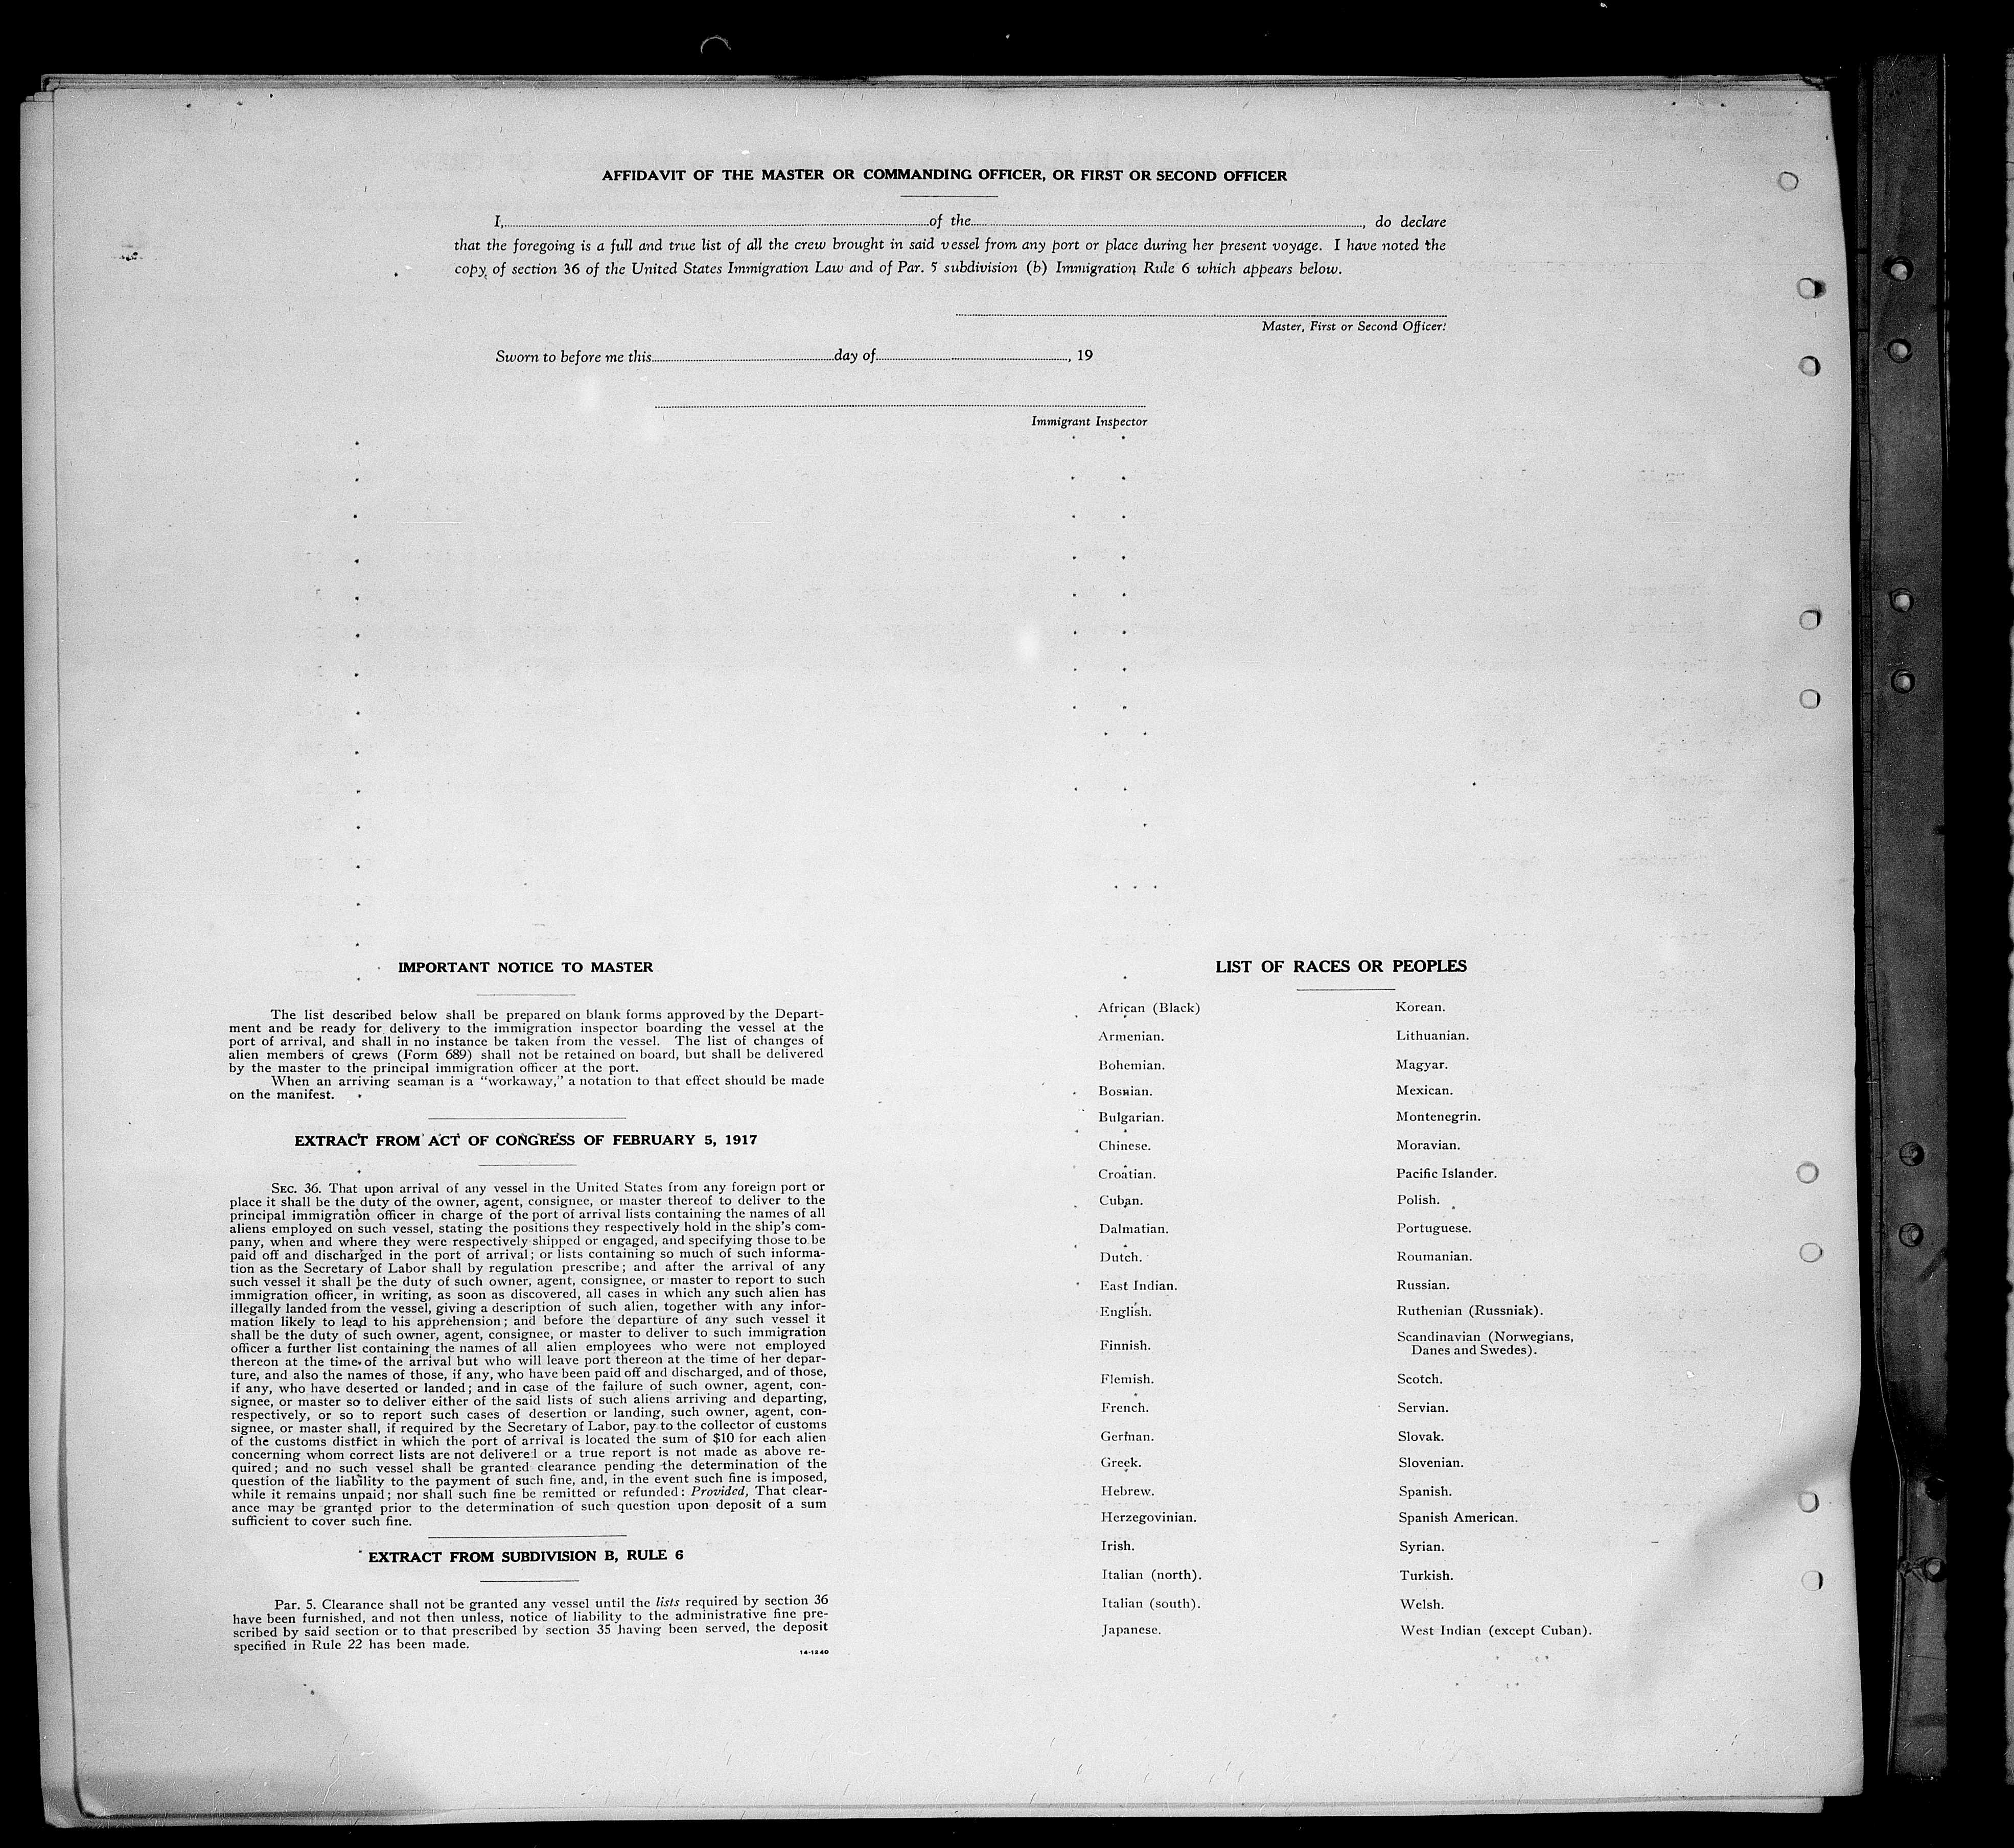 AFFIDAVIT OF THE MASTER OR COMMANDING OFFICER, OR FIRST OR SECOND OFFICER
I, of the , do declare
that the foregoing is a full and true list of all the crew brought in said vessel from any port or place during her present voyage. I have noted the
copy of section 36 of the United States Immigration Law and of Par. 5 subdivision (b) Immigration Rule 6 which appears below.
Master, First or Second Officer.
Sworn to before me this day of , 19
Immigrant Inspector
IMPORTANT NOTICE TO MASTER
The list described below shall be prepared on blank forms approved by the Depart-
ment and be ready for delivery to the immigration inspector boarding the vessel at the
port of arrival, and shall in no instance be taken from the vessel. The list of changes of
alien members of crews (Form 689) shall not be retained on board, but shall be delivered
by the master to the principal immigration officer at the port.
When an arriving seaman is a "workaway," a notation to that effect should be made
on the manifest.
EXTRACT FROM ACT OF CONGRESS OF FEBRUARY 5, 1917
SEC. 36. That upon arrival of any vessel in the United States from any foreign port or
place it shall be the duty of the owner, agent, consignee, or master thereof to deliver to the
principal immigration officer in charge of the port of arrival lists containing the names of all
aliens employed on such vessel, stating the positions they respectively hold in the ship's com-
pany, when and where they were respectively shipped or engaged, and specifying those to be
paid off and discharged in the port of arrival; or lists containing so much of such informa-
tion as the Secretary of Labor shall by regulation prescribe; and after the arrival of any
such vessel it shall be the duty of such owner, agent, consignee, or master to report to such
immigration officer, in writing, as soon as discovered, all cases in which any such alien has
illegally landed from the vessel, giving a description of such alien, together with any infor-
mation likely to lead to his apprehension; and before the departure of any such vessel it
shall be the duty of such owner, agent, consignee, or master to deliver to such immigration
officer a further list containing the names of all alien employees who were not employed
thereon at the time of the arrival but who will leave port thereon at the time of her depar-
ture, and also the names of those, if any, who have been paid off and discharged, and of those,
if any, who have deserted or landed; and in case of the failure of such owner, agent, con-
signee, or master so to deliver either of the said lists of such aliens arriving and departing,
respectively, or so to report such cases of desertion or landing, such owner, agent, con-
signee, or master shall, if required by the Secretary of Labor, pay to the collector of customs
of the customs district in which the port of arrival is located the sum of $10 for each alien
concerning whom correct lists are not delivered or a true report is not made as above re-
quired; and no such vessel shall be granted clearance pending the determination of the
question of the liability to the payment of such fine, and, in the event such fine is imposed,
while it remains unpaid; nor shall such fine be remitted or refunded: Provided, That clear-
ance may be granted prior to the determination of such question upon deposit of a sum
sufficient to cover such fine.
EXTRACT FROM SUBDIVISION B, RULE 6
Par. 5. Clearance shall not be granted any vessel until the lists required by section 36
have been furnished, and not then unless, notice of liability to the administrative fine pre-
scribed by said section or to that prescribed by section 35 having been served, the deposit
specified in Rule 22 has been made.
14-1240
LIST OF RACES OR PEOPLES
African (Black)
Armenian.
Bohemian.
Bosnian.
Bulgarian.
Chinese.
Croatian.
Cuban.
Dalmatian.
Dutch.
East Indian.
English.
Finnish.
Flemish.
French.
German.
Greek.
Hebrew.
Herzegovinian.
Irish.
Italian (north).
Italian (south).
Japanese.
Korean.
Lithuanian.
Magyar.
Mexican.
Montenegrin.
Moravian.
Pacific Islander.
Polish.
Portuguese.
Roumanian.
Russian.
Ruthenian (Russniak).
Scandinavian (Norwegians,
Danes and Swedes).
Scotch.
Servian.
Slovak.
Slovenian.
Spanish.
Spanish American.
Syrian.
Turkish.
Welsh.
West Indian (except Cuban).